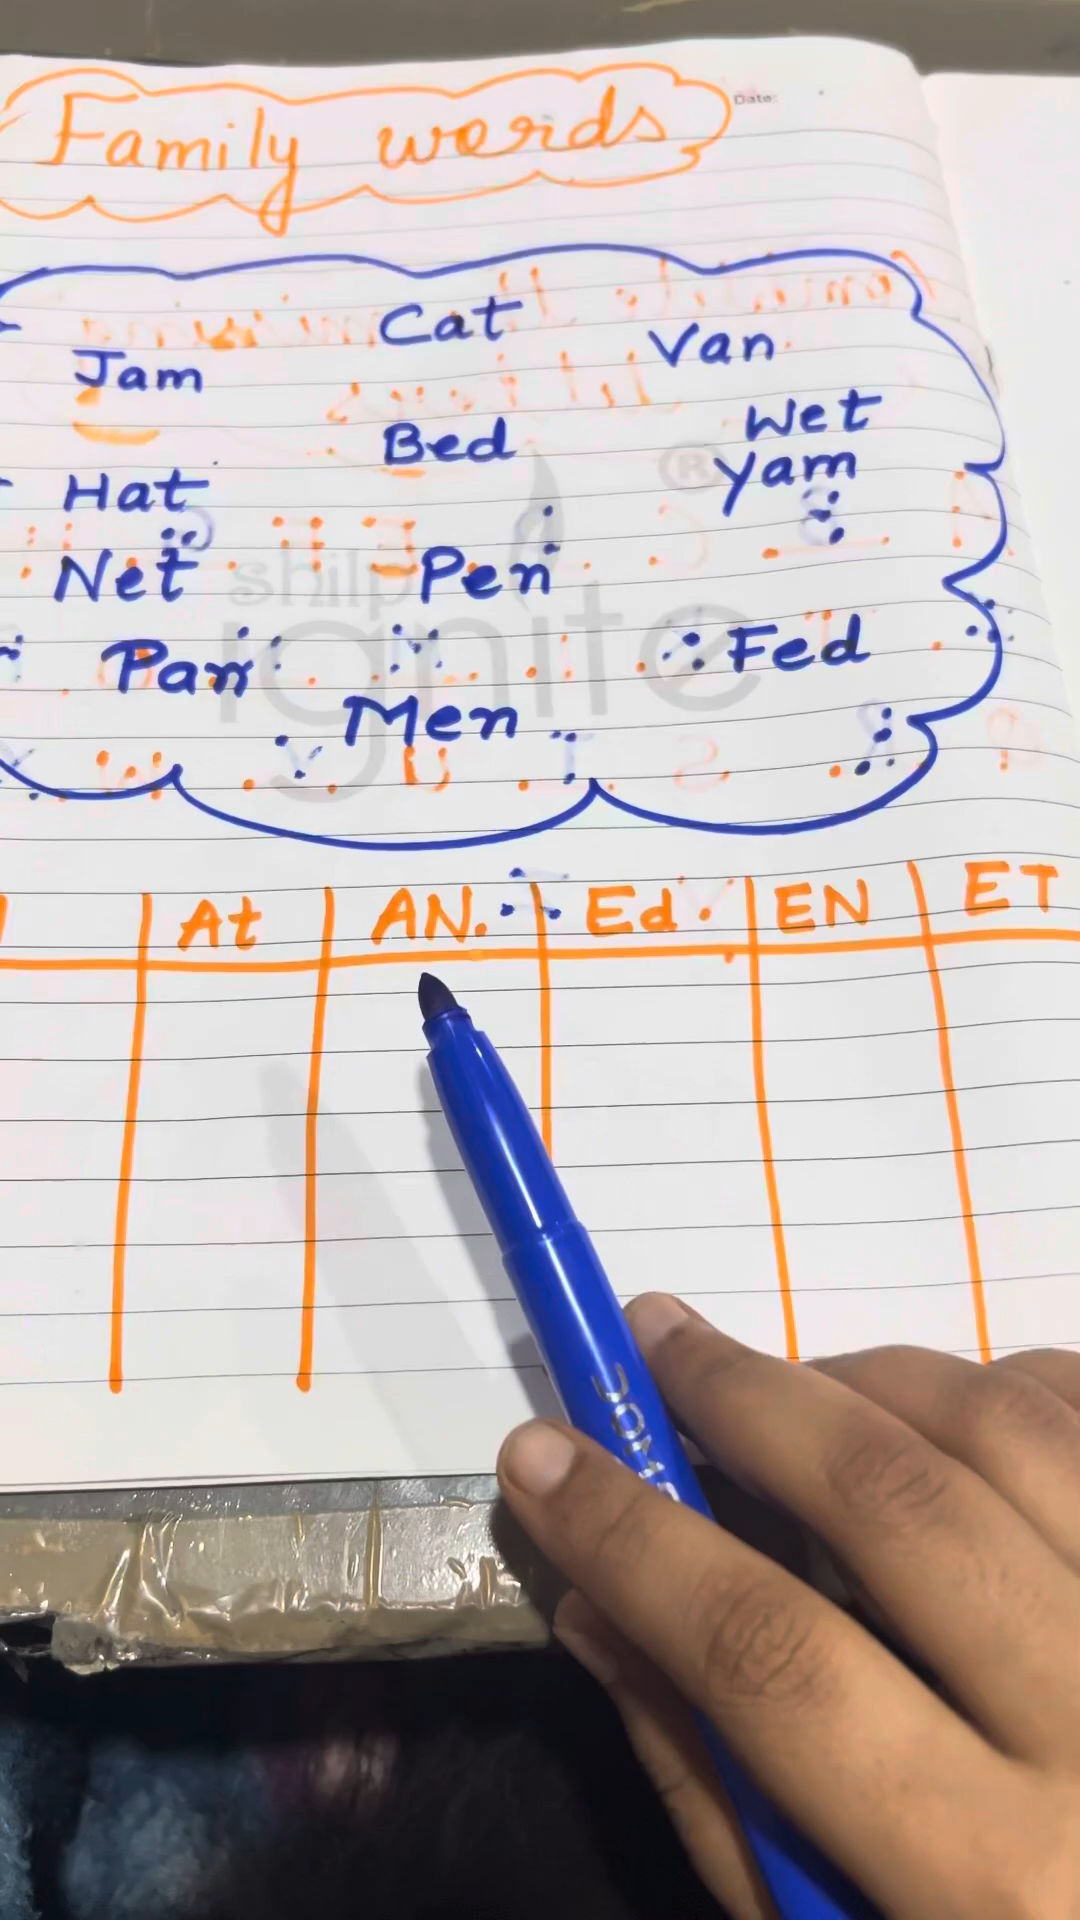 Family words
Date:
Cat
Jam
Van
Bed
Wet
Hat
Yam
shilp
ignite
®
Net
Pen
Pan
Fed
Men
At AN. Ed. EN ET
DOMS